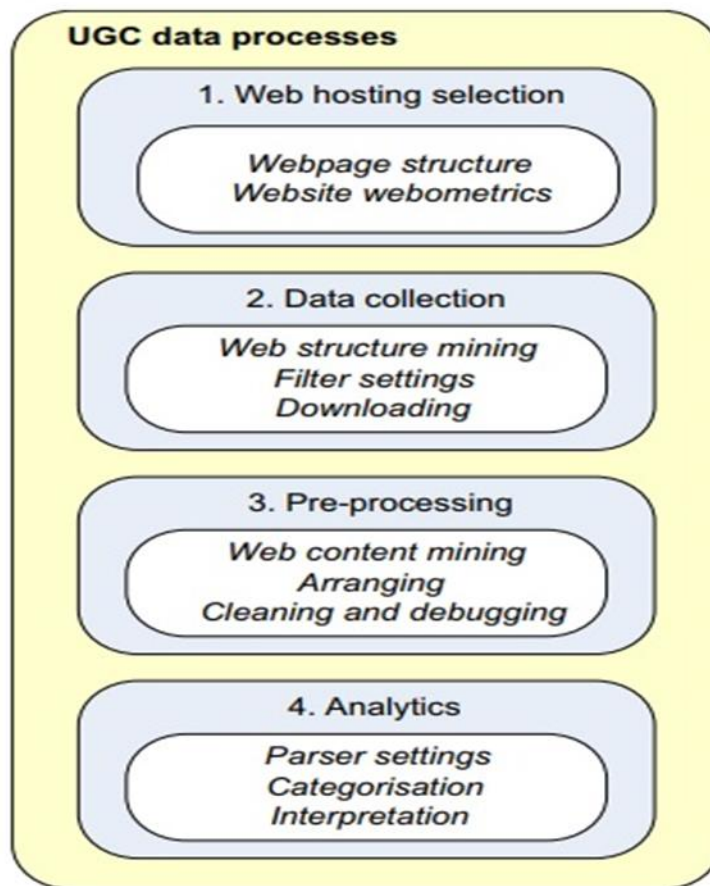 UGC data processes
1. Web hosting selection
Webpage structure
Website webometrics
2. Data collection
Web structure mining
Filter settings
Downloading
3. Pre-processing
Web content mining
Arranging
Cleaning and debugging
4. Analytics
Parser settings
Categorisation
Interpretation